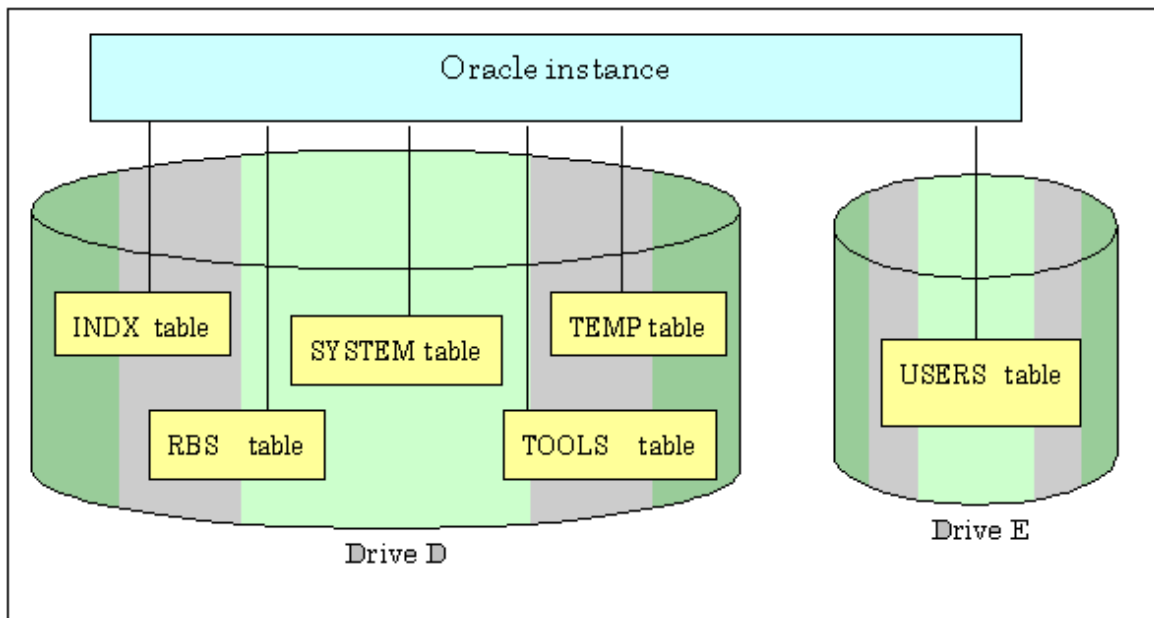 Oracle instance
INDX table
TEMP table
SYSTEM table
USERS table
RBS table
TOOLS table
Drive D
Drive E